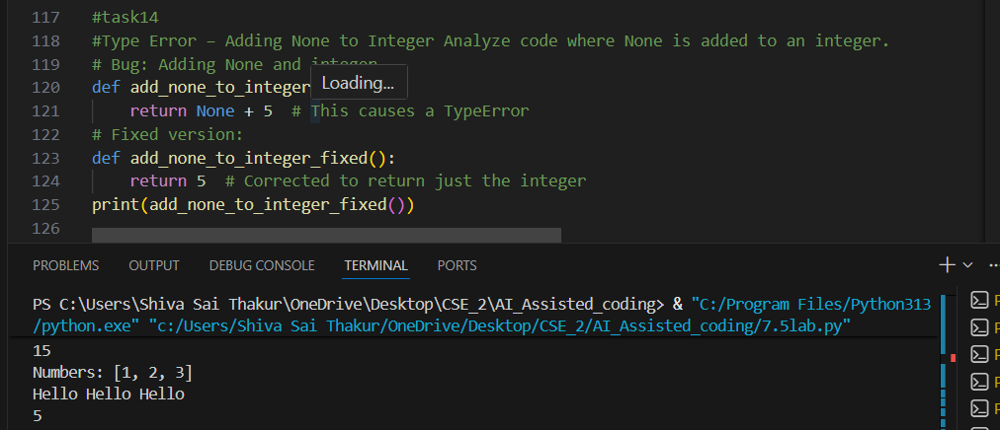 117 #task14
118 #Type Error – Adding None to Integer Analyze code where None is added to an integer.
119 # Bug: Adding None and integer
120 def add_none_to_integer
Loading...
121 return None + 5 # This causes a TypeError
122 # Fixed version:
123 def add_none_to_integer_fixed():
124 return 5 # Corrected to return just the integer
125 print(add_none_to_integer_fixed())
126
PROBLEMS OUTPUT DEBUG CONSOLE TERMINAL PORTS
PS C:\Users\Shiva Sai Thakur\OneDrive\Desktop\CSE_2\AI_Assisted_coding> & "C:/Program Files/Python313
/python.exe" "c:/Users/Shiva Sai Thakur/OneDrive/Desktop/CSE_2/AI_Assisted_coding/7.5lab.py"
15
Numbers: [1, 2, 3]
Hello Hello Hello
5